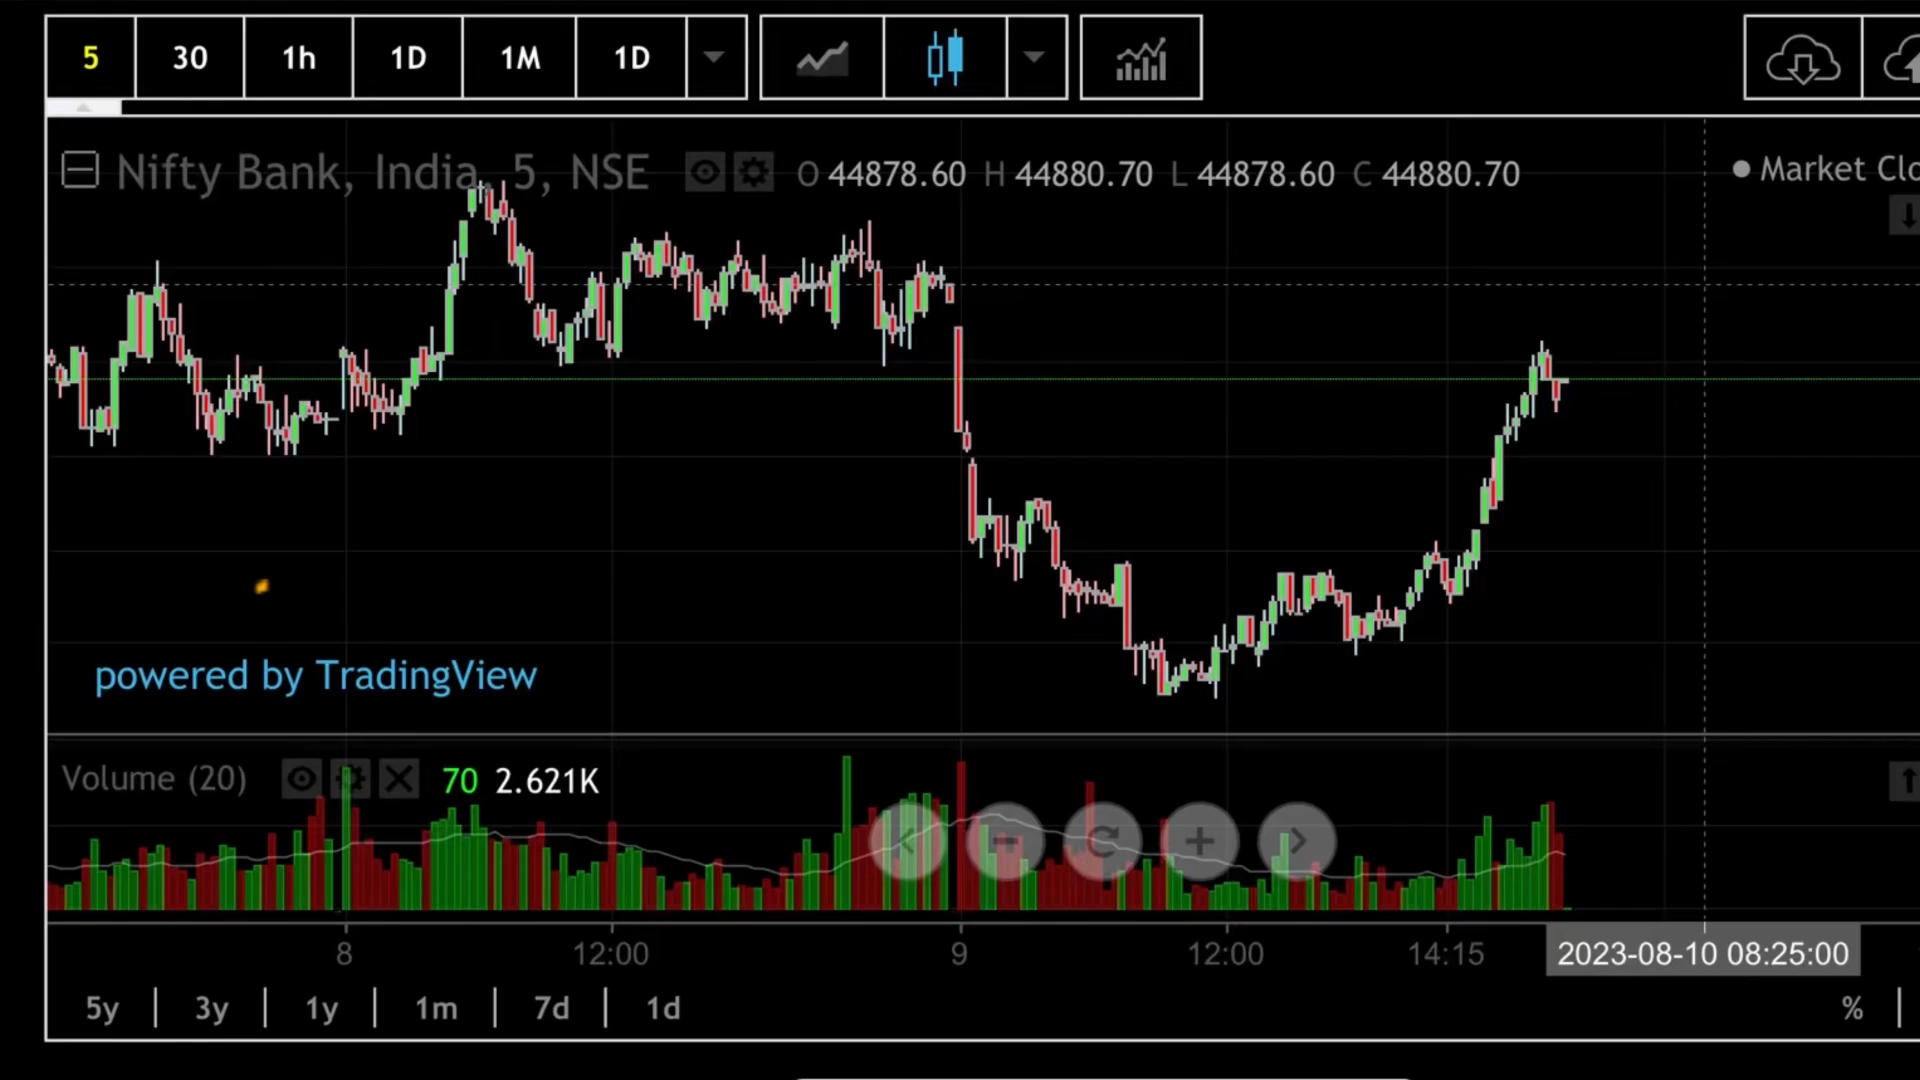 5 30 1h 1D 1M 1D
Nifty Bank, India, 5, NSE O 44878.60 H 44880.70 L 44878.60 C 44880.70 Market Clo
powered by TradingView
Volume (20) 70 2.621K
8 12:00 9 12:00 14:15 2023-08-10 08:25:00
5y | 3y | 1y | 1m | 7d | 1d % |